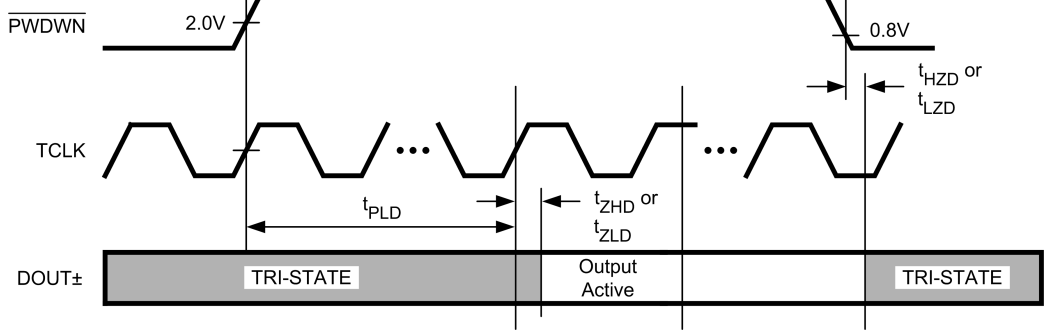 PWDWN
2.0V
0.8V
tHZD or
tLZD
TCLK
tPLD
tZHD or
tZLD
DOUT±
TRI-STATE
Output
Active
TRI-STATE